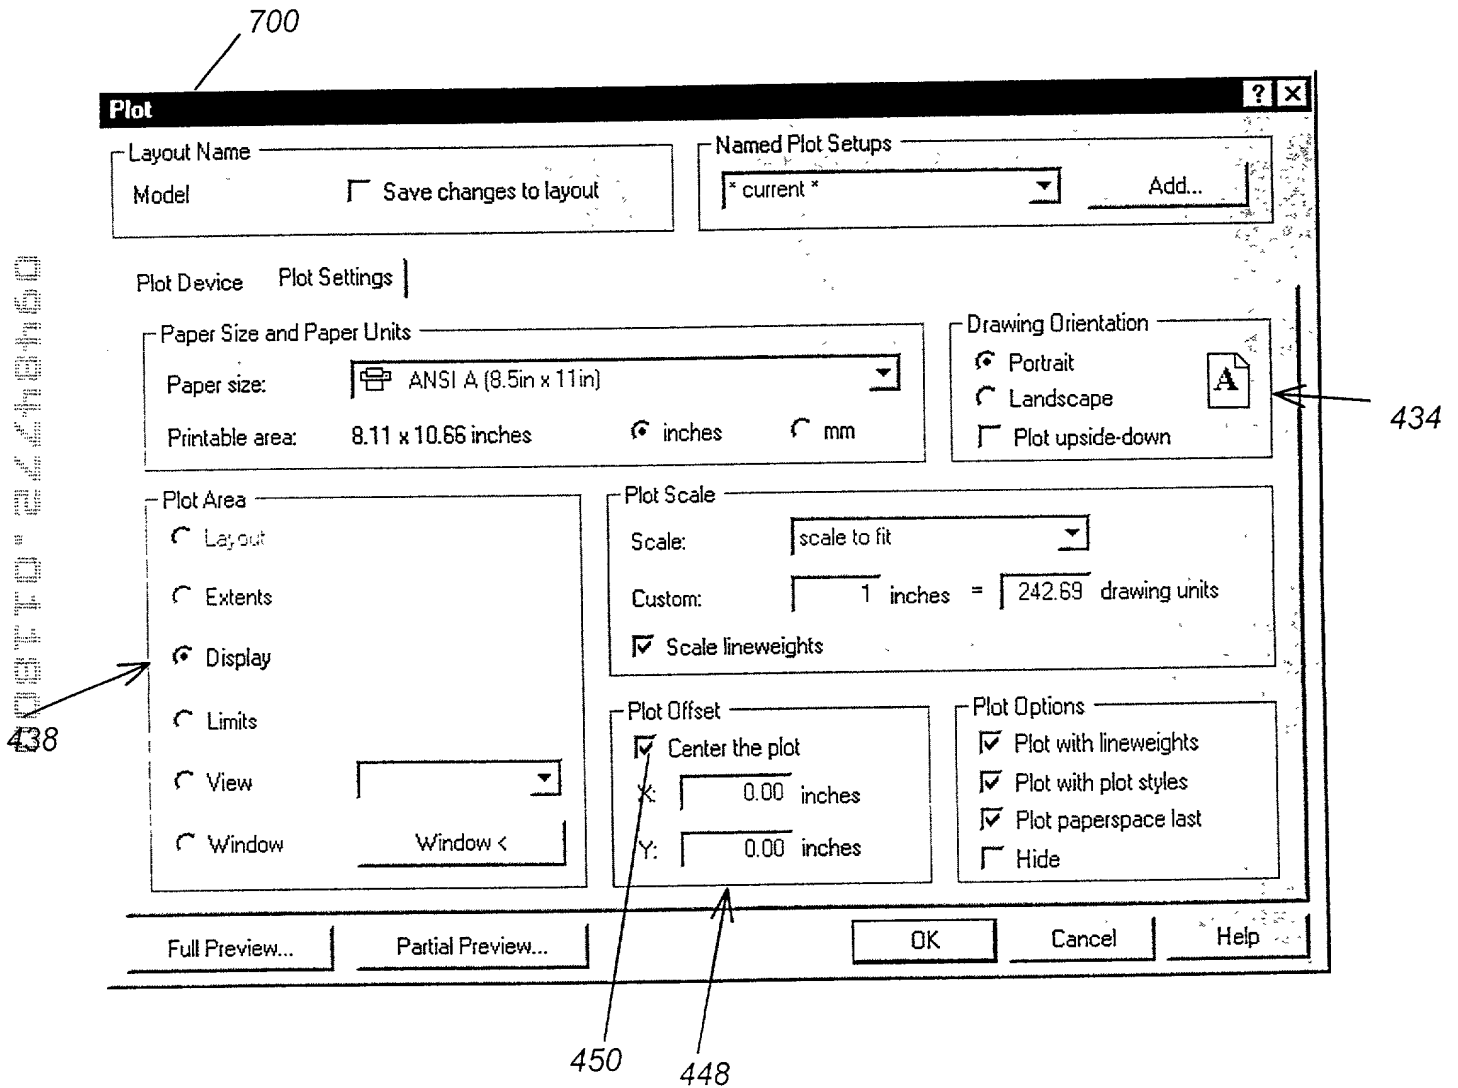 700
Plot
Layout Name
Model Save changes to layout
Named Plot Setups
* current * Add...
Plot Device Plot Settings
Paper Size and Paper Units
Paper size: ANSI A (8.5in x 11in)
Printable area: 8.11 x 10.66 inches inches mm
Drawing Orientation
Portrait
Landscape
Plot upside-down
A
434
Plot Area
Layout
Extents
Display
Limits
View
Window Window <
438
Plot Scale
Scale: scale to fit
Custom: 1 inches = 242.69 drawing units
Scale lineweights
Plot Offset
Center the plot
X: 0.00 inches
Y: 0.00 inches
Plot Options
Plot with lineweights
Plot with plot styles
Plot paperspace last
Hide
Full Preview... Partial Preview... OK Cancel Help
450
448